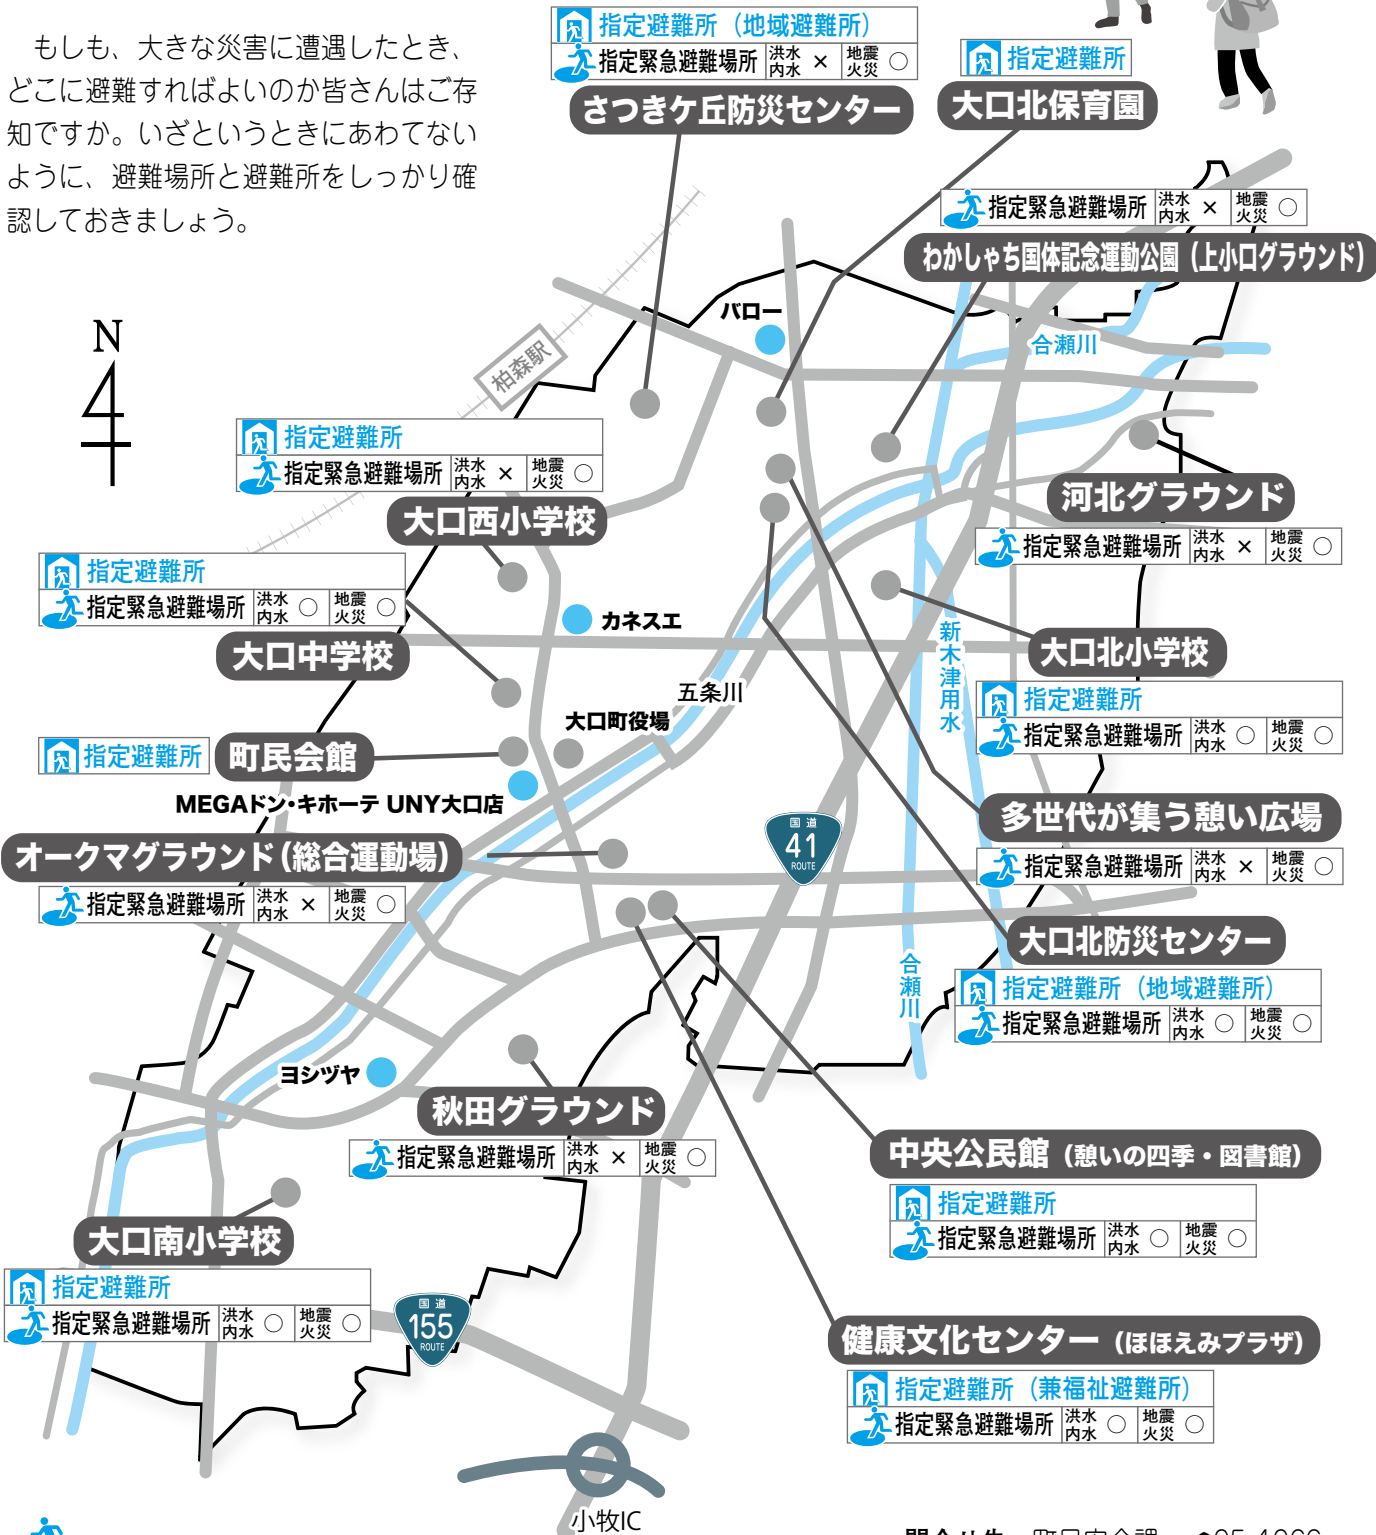 もしも、大きな災害に遭遇したとき、
どこに避難すればよいのか皆さんはご存
知ですか。いざというときにあわてない
ように、避難場所と避難所をしっかり確
認しておきましょう。
指定避難所（地域避難所）
指定緊急避難場所 洪水内水 × 地震火災 ○
さつきケ丘防災センター
指定避難所
大口北保育園
指定緊急避難場所 洪水内水 × 地震火災 ○
わかしゃち国体記念運動公園（上小口グラウンド）
N
バロー
合瀬川
柏森駅
指定避難所
指定緊急避難場所 洪水内水 × 地震火災 ○
大口西小学校
河北グラウンド
指定緊急避難場所 洪水内水 × 地震火災 ○
指定避難所
指定緊急避難場所 洪水内水 ○ 地震火災 ○
大口中学校
カネスエ
新木津用水
大口北小学校
指定避難所
指定緊急避難場所 洪水内水 ○ 地震火災 ○
五条川
大口町役場
指定避難所
町民会館
MEGAドン・キホーテ UNY大口店
多世代が集う憩い広場
指定緊急避難場所 洪水内水 × 地震火災 ○
国道
41
ROUTE
オークマグラウンド（総合運動場）
指定緊急避難場所 洪水内水 × 地震火災 ○
大口北防災センター
指定避難所（地域避難所）
指定緊急避難場所 洪水内水 ○ 地震火災 ○
合瀬川
ヨシヅヤ
秋田グラウンド
指定緊急避難場所 洪水内水 × 地震火災 ○
中央公民館（憩いの四季・図書館）
指定避難所
指定緊急避難場所 洪水内水 ○ 地震火災 ○
大口南小学校
指定避難所
指定緊急避難場所 洪水内水 ○ 地震火災 ○
国道
155
ROUTE
健康文化センター（ほほえみプラザ）
指定避難所（兼福祉避難所）
指定緊急避難場所 洪水内水 ○ 地震火災 ○
小牧IC